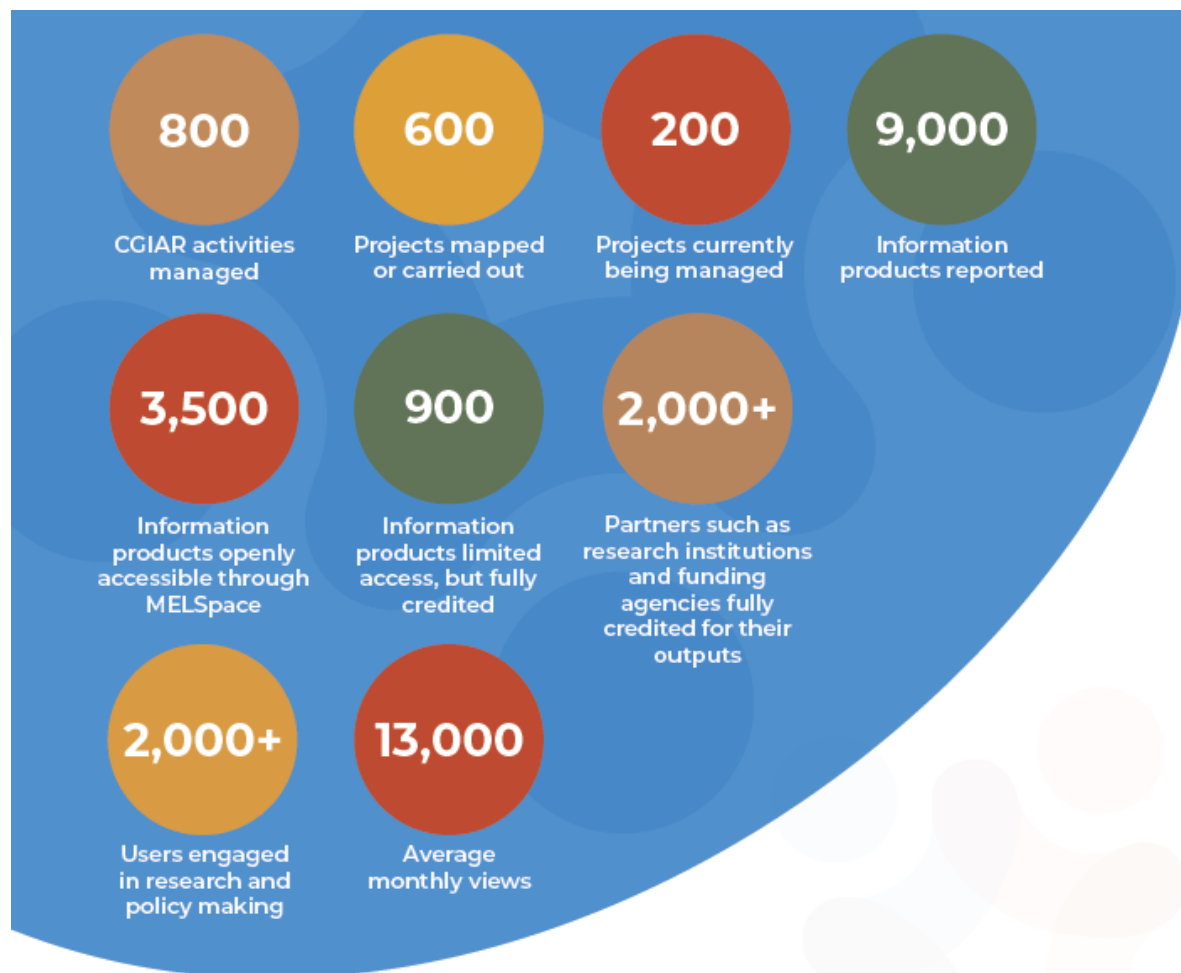 800
CGIAR activities
managed
600
Projects mapped
or carried out
200
Projects currently
being managed
9,000
Information
products reported
3,500
Information
products openly
accessible through
MELSpace
900
Information
products limited
access, but fully
credited
2,000+
Partners such as
research institutions
and funding
agencies fully
credited for their
outputs
2,000+
Users engaged
in research and
policy making
13,000
Average
monthly views